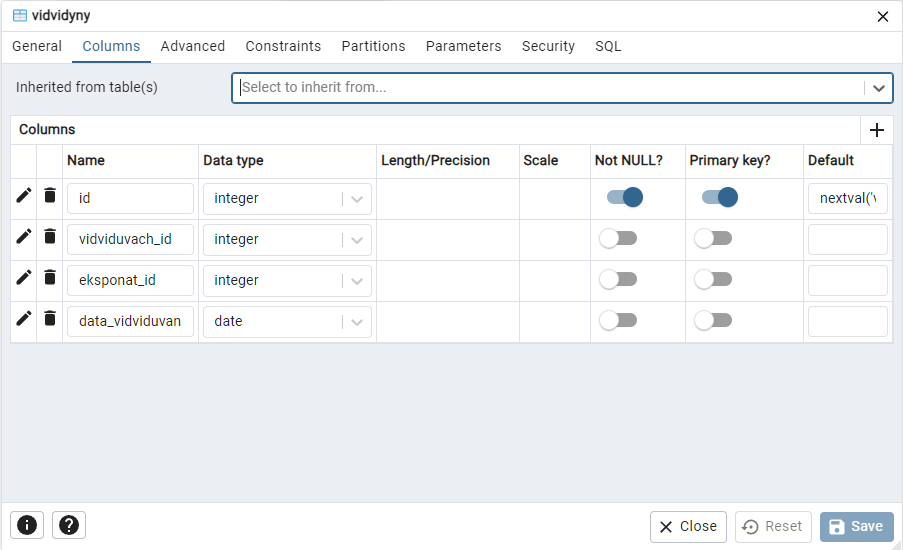 vidvidyny
General Columns Advanced Constraints Partitions Parameters Security SQL
Inherited from table(s) Select to inherit from...
Columns
Name Data type Length/Precision Scale Not NULL? Primary key? Default
id integer nextval('v
vidviduvach_id integer
eksponat_id integer
data_vidviduvan date
Close Reset Save